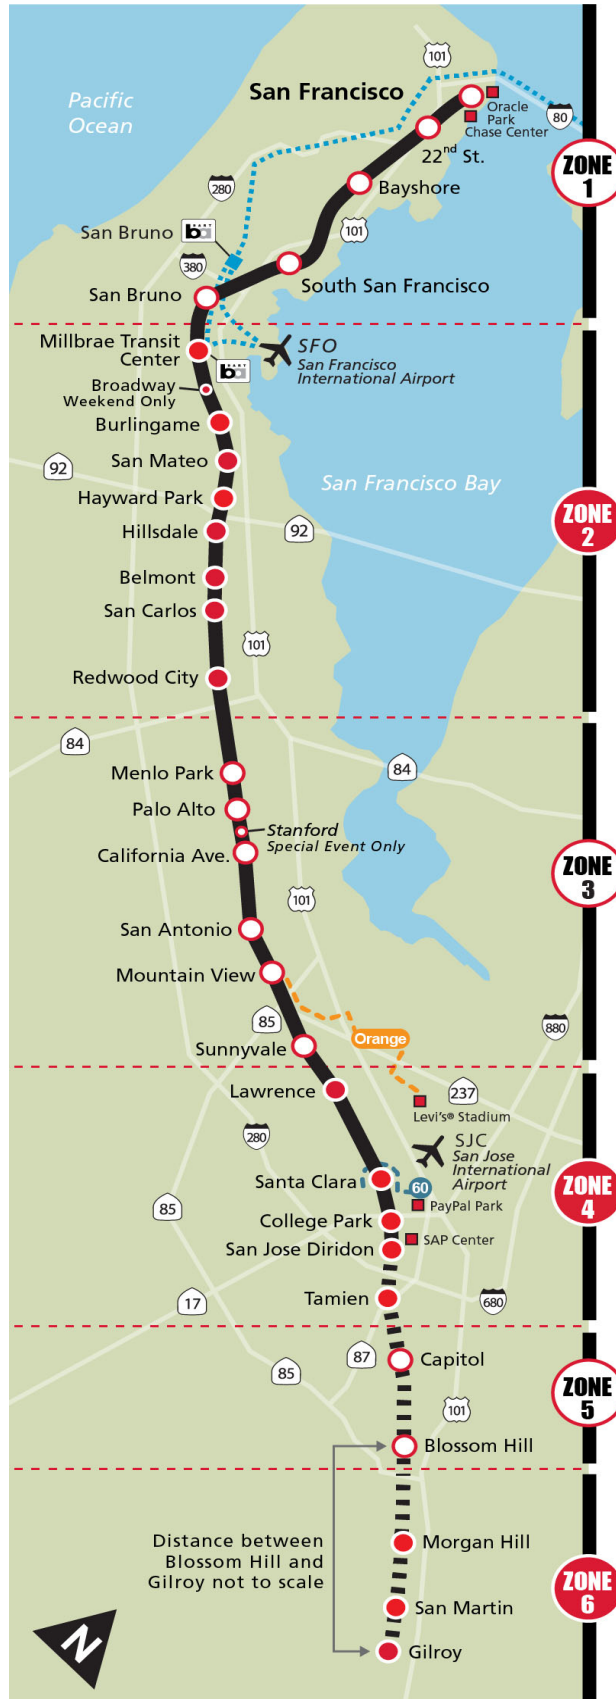 101
Pacific
Ocean
San Francisco
Oracle
Park
Chase Center
80
22nd St.
ZONE
1
280
Bayshore
101
San Bruno
BART
ba
380
South San Francisco
San Bruno
Millbrae Transit
Center
SFO
San Francisco
International Airport
BART
ba
Broadway
Weekend Only
Burlingame
San Mateo
92
San Francisco Bay
Hayward Park
ZONE
2
Hillsdale
92
Belmont
San Carlos
101
Redwood City
84
Menlo Park
84
Palo Alto
Stanford
Special Event Only
California Ave.
ZONE
3
101
San Antonio
Mountain View
85
880
Orange
Sunnyvale
Lawrence
237
Levi's® Stadium
280
SJC
San Jose
International
Airport
Santa Clara
60
ZONE
4
PayPal Park
85
College Park
SAP Center
San Jose Diridon
17
Tamien
680
87
Capitol
85
ZONE
5
101
Blossom Hill
Distance between
Blossom Hill and
Gilroy not to scale
Morgan Hill
ZONE
6
San Martin
N
Gilroy